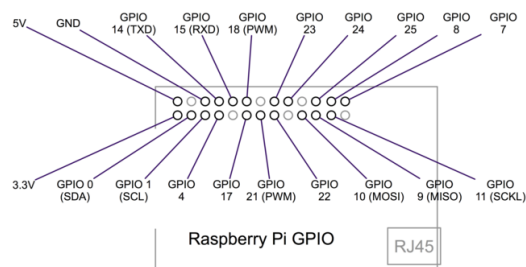 5V
GND
GPIO
14 (TXD)
GPIO
15 (RXD)
GPIO
18 (PWM)
GPIO
23
GPIO
24
GPIO
25
GPIO
8
GPIO
7
3.3V
GPIO 0
(SDA)
GPIO 1
(SCL)
GPIO
4
GPIO
17
GPIO
21 (PWM)
GPIO
22
GPIO
10 (MOSI)
GPIO
9 (MISO)
GPIO
11 (SCKL)
Raspberry Pi GPIO
RJ45